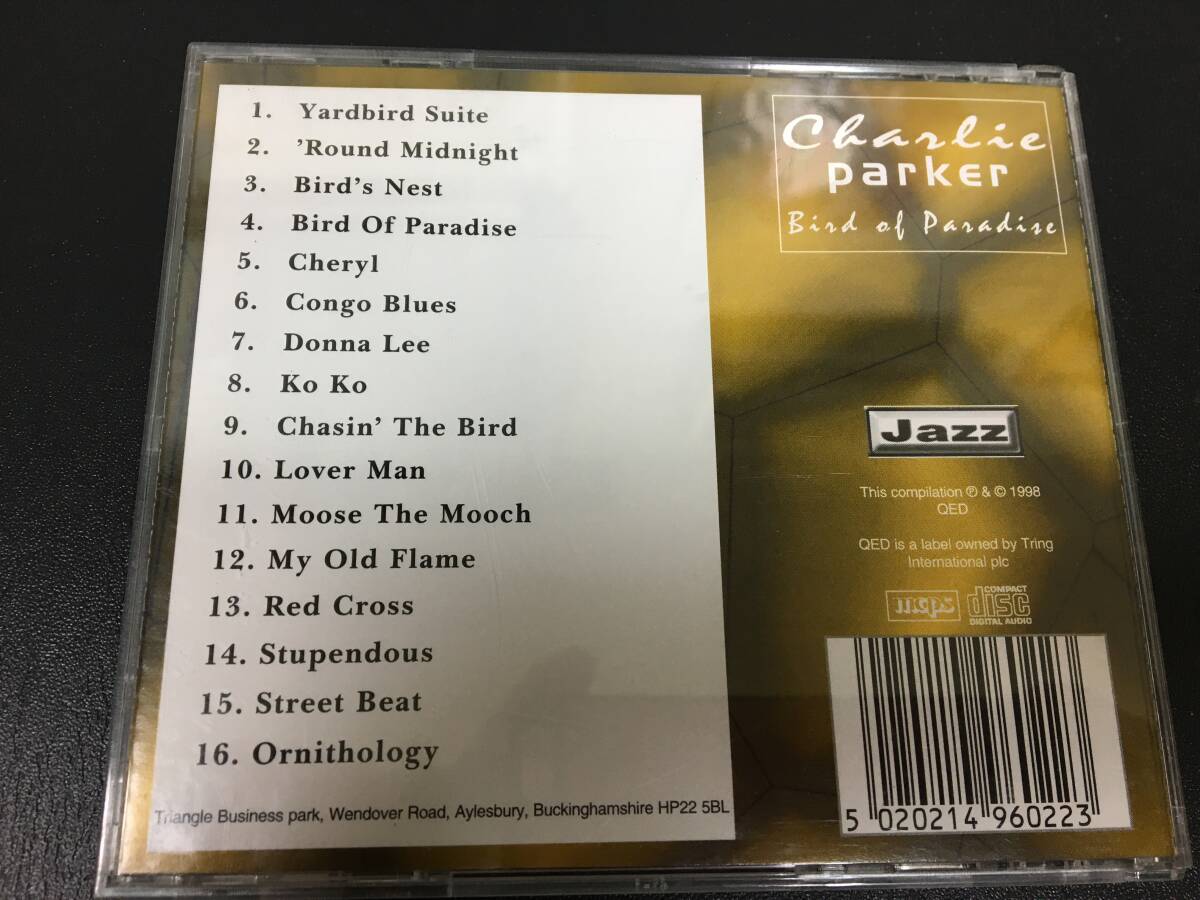 1. Yardbird Suite
2. ’Round Midnight
3. Bird’s Nest
4. Bird Of Paradise
5. Cheryl
6. Congo Blues
7. Donna Lee
8. Ko Ko
9. Chasin’ The Bird
10. Lover Man
11. Moose The Mooch
12. My Old Flame
13. Red Cross
14. Stupendous
15. Street Beat
16. Ornithology
Triangle Business park, Wendover Road, Aylesbury, Buckinghamshire HP22 5BL
Charlie
parker
Bird of Paradise
Jazz
This compilation ℗ & © 1998
QED
QED is a label owned by Tring
International plc
mcps
COMPACT
disc
DIGITAL AUDIO
5 020214 960223